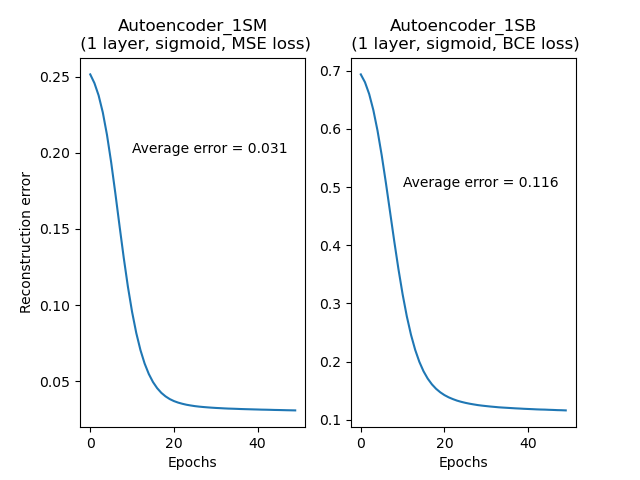 Autoencoder_1SM
(1 layer, sigmoid, MSE loss)
Reconstruction error
0.25
0.20
0.15
0.10
0.05
Average error = 0.031
0 20 40
Epochs
Autoencoder_1SB
(1 layer, sigmoid, BCE loss)
0.7
0.6
0.5
0.4
0.3
0.2
0.1
Average error = 0.116
0 20 40
Epochs